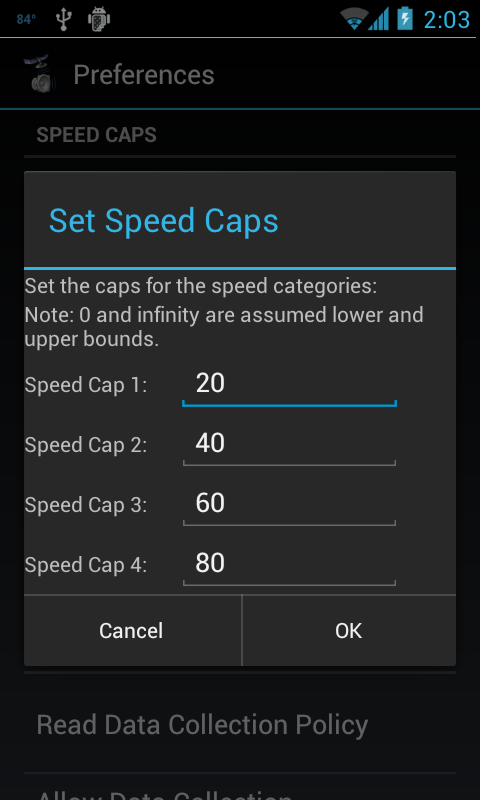 84°
2:03
Preferences
SPEED CAPS
Set Speed Caps
Set the caps for the speed categories:
Note: 0 and infinity are assumed lower and
upper bounds.
Speed Cap 1: 20
Speed Cap 2: 40
Speed Cap 3: 60
Speed Cap 4: 80
Cancel OK
Read Data Collection Policy
Allow Data Collection